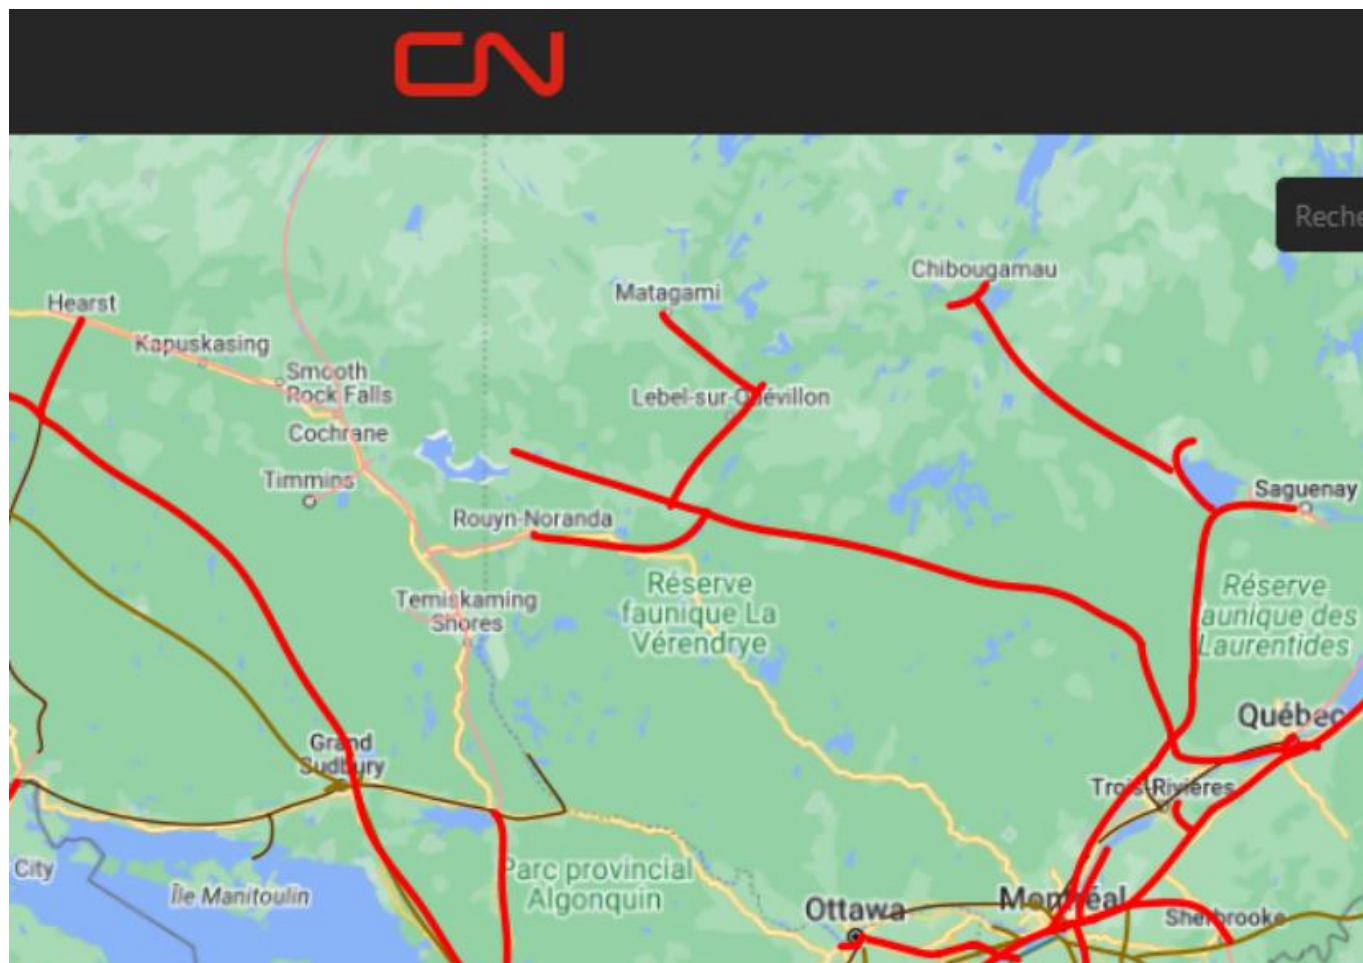 CN
Reche
Chibougamau
Matagami
Hearst
Kapuskasing
Smooth
Rock Falls
Lebel-sur-Quévillon
Cochrane
Timmins
Saguenay
Rouyn-Noranda
Réserve
faunique La
Vérendrye
Réserve
faunique des
Laurentides
Temiskaming
Shores
Québec
Grand
Sudbury
Trois-Rivières
City
Parc provincial
Algonquin
Île Manitoulin
Ottawa
Montréal
Sherbrooke